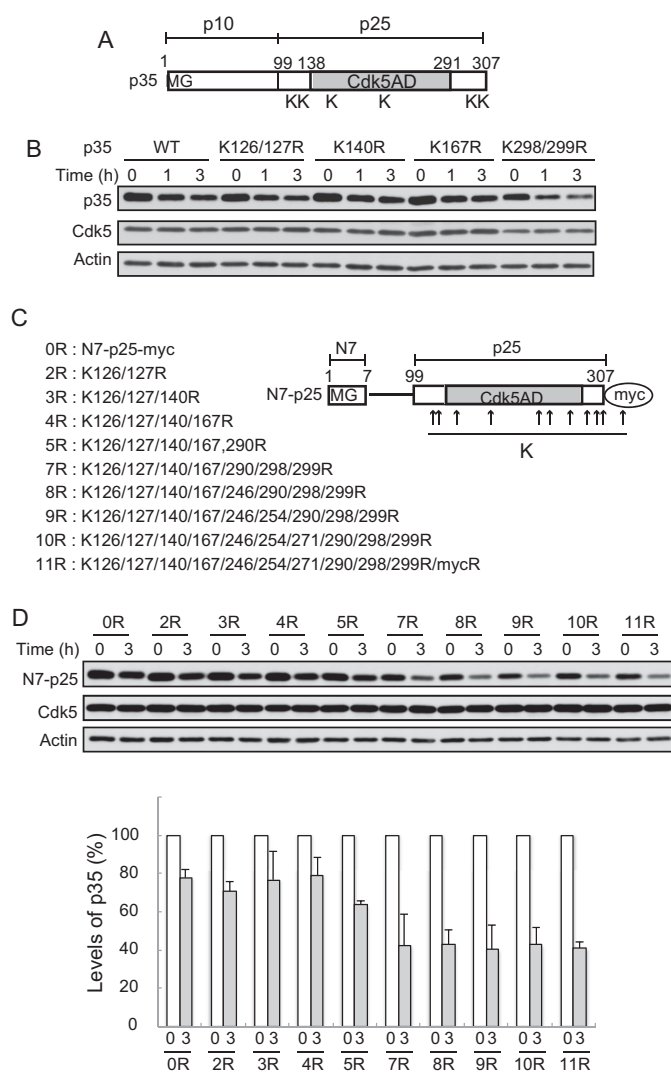 A
p10 p25
1 99 138 291 307
p35 MG Cdk5AD
KK K K KK
B
p35 WT K126/127R K140R K167R K298/299R
Time (h) 0 1 3 0 1 3 0 1 3 0 1 3 0 1 3
p35
Cdk5
Actin
C
0R : N7-p25-myc
2R : K126/127R
3R : K126/127/140R
4R : K126/127/140/167R
5R : K126/127/140/167,290R
7R : K126/127/140/167/290/298/299R
8R : K126/127/140/167/246/290/298/299R
9R : K126/127/140/167/246/254/290/298/299R
10R : K126/127/140/167/246/254/271/290/298/299R
11R : K126/127/140/167/246/254/271/290/298/299R/mycR
N7 p25
1 7 99 307
N7-p25 MG Cdk5AD myc
K
D
0R 2R 3R 4R 5R 7R 8R 9R 10R 11R
Time (h) 0 3 0 3 0 3 0 3 0 3 0 3 0 3 0 3 0 3 0 3
N7-p25
Cdk5
Actin
Levels of p35 (%)
100
80
60
40
20
0
0 3 0 3 0 3 0 3 0 3 0 3 0 3 0 3 0 3 0 3
0R 2R 3R 4R 5R 7R 8R 9R 10R 11R